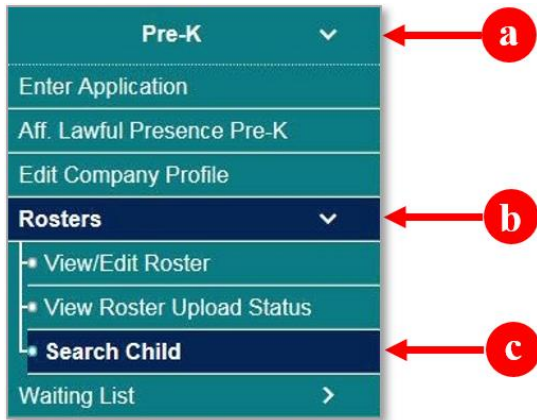 Pre-K
a
Enter Application
Aff. Lawful Presence Pre-K
Edit Company Profile
Rosters
b
View/Edit Roster
View Roster Upload Status
Search Child
c
Waiting List